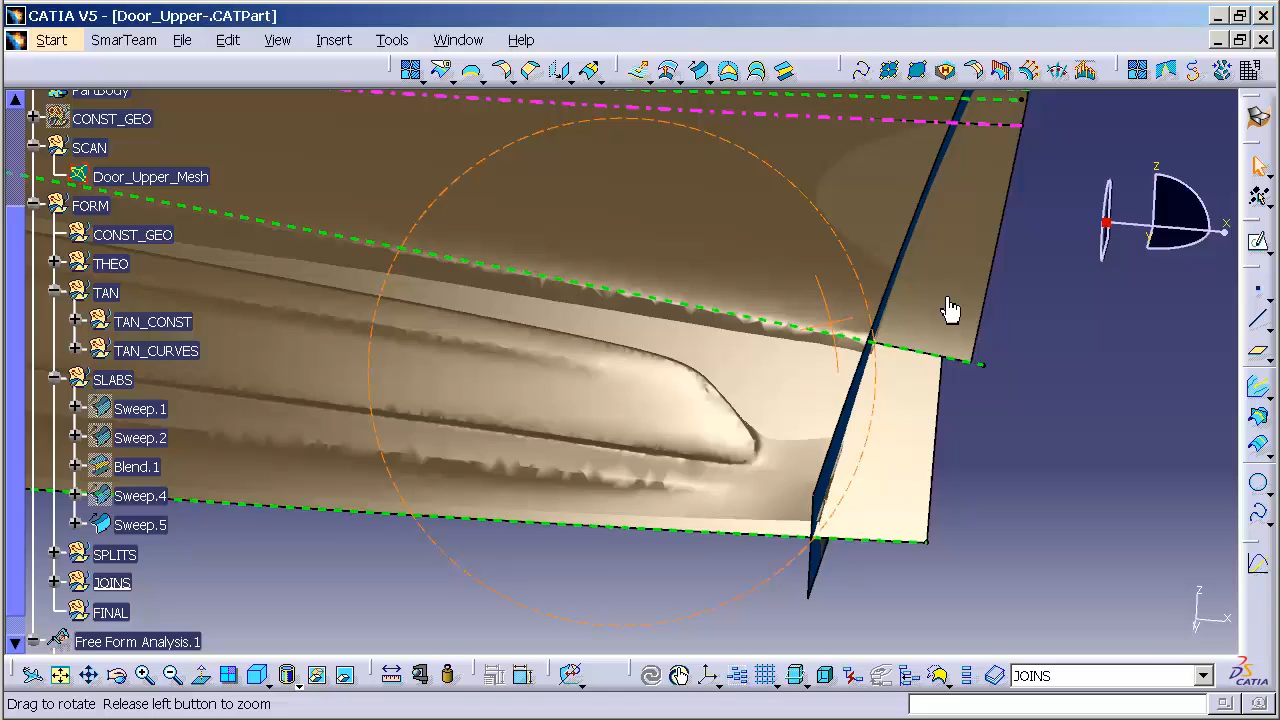 CATIA V5 - [Door_Upper-.CATPart]
Start SmarTeam File Edit View Insert Tools Window Help
PartBody
CONST_GEO
SCAN
Door_Upper_Mesh
FORM
CONST_GEO
THEO
TAN
TAN_CONST
TAN_CURVES
SLABS
Sweep.1
Sweep.2
Blend.1
Sweep.4
Sweep.5
SPLITS
JOINS
FINAL
Free Form Analysis.1
z
x
z
x
y
JOINS
CATIA
Drag to rotate Release left button to zoom